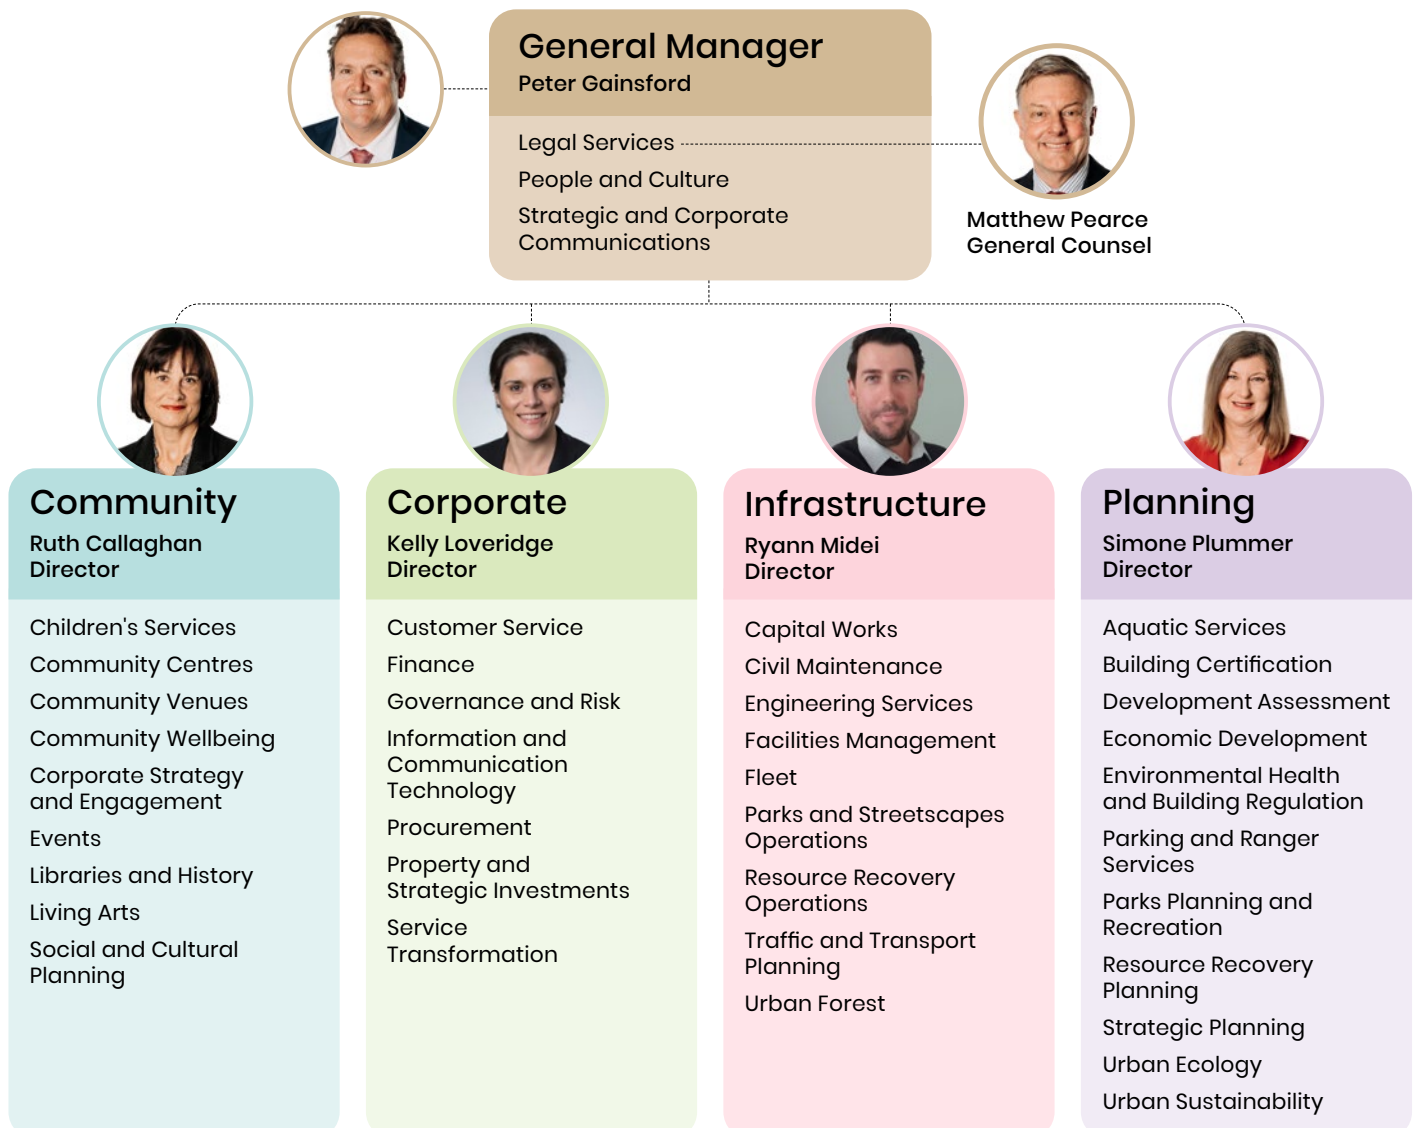 General Manager
Peter Gainsford
Legal Services
People and Culture
Strategic and Corporate
Communications
Matthew Pearce
General Counsel
Community
Ruth Callaghan
Director
Children's Services
Community Centres
Community Venues
Community Wellbeing
Corporate Strategy
and Engagement
Events
Libraries and History
Living Arts
Social and Cultural
Planning
Corporate
Kelly Loveridge
Director
Customer Service
Finance
Governance and Risk
Information and
Communication
Technology
Procurement
Property and
Strategic Investments
Service
Transformation
Infrastructure
Ryann Midei
Director
Capital Works
Civil Maintenance
Engineering Services
Facilities Management
Fleet
Parks and Streetscapes
Operations
Resource Recovery
Operations
Traffic and Transport
Planning
Urban Forest
Planning
Simone Plummer
Director
Aquatic Services
Building Certification
Development Assessment
Economic Development
Environmental Health
and Building Regulation
Parking and Ranger
Services
Parks Planning and
Recreation
Resource Recovery
Planning
Strategic Planning
Urban Ecology
Urban Sustainability